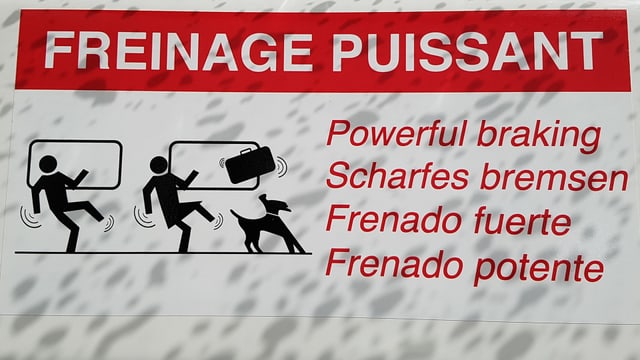 FREINAGE PUISSANT
Powerful braking
Scharfes bremsen
Frenado fuerte
Frenado potente